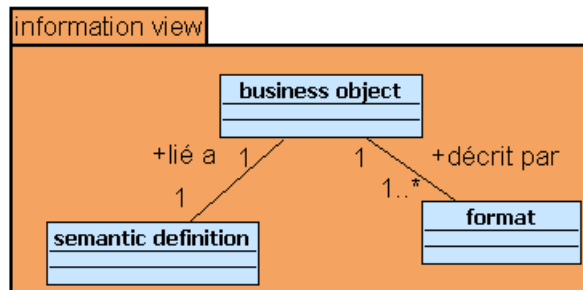 information view
business object
+lié a 1
1 +décrit par
1
1..*
semantic definition
format